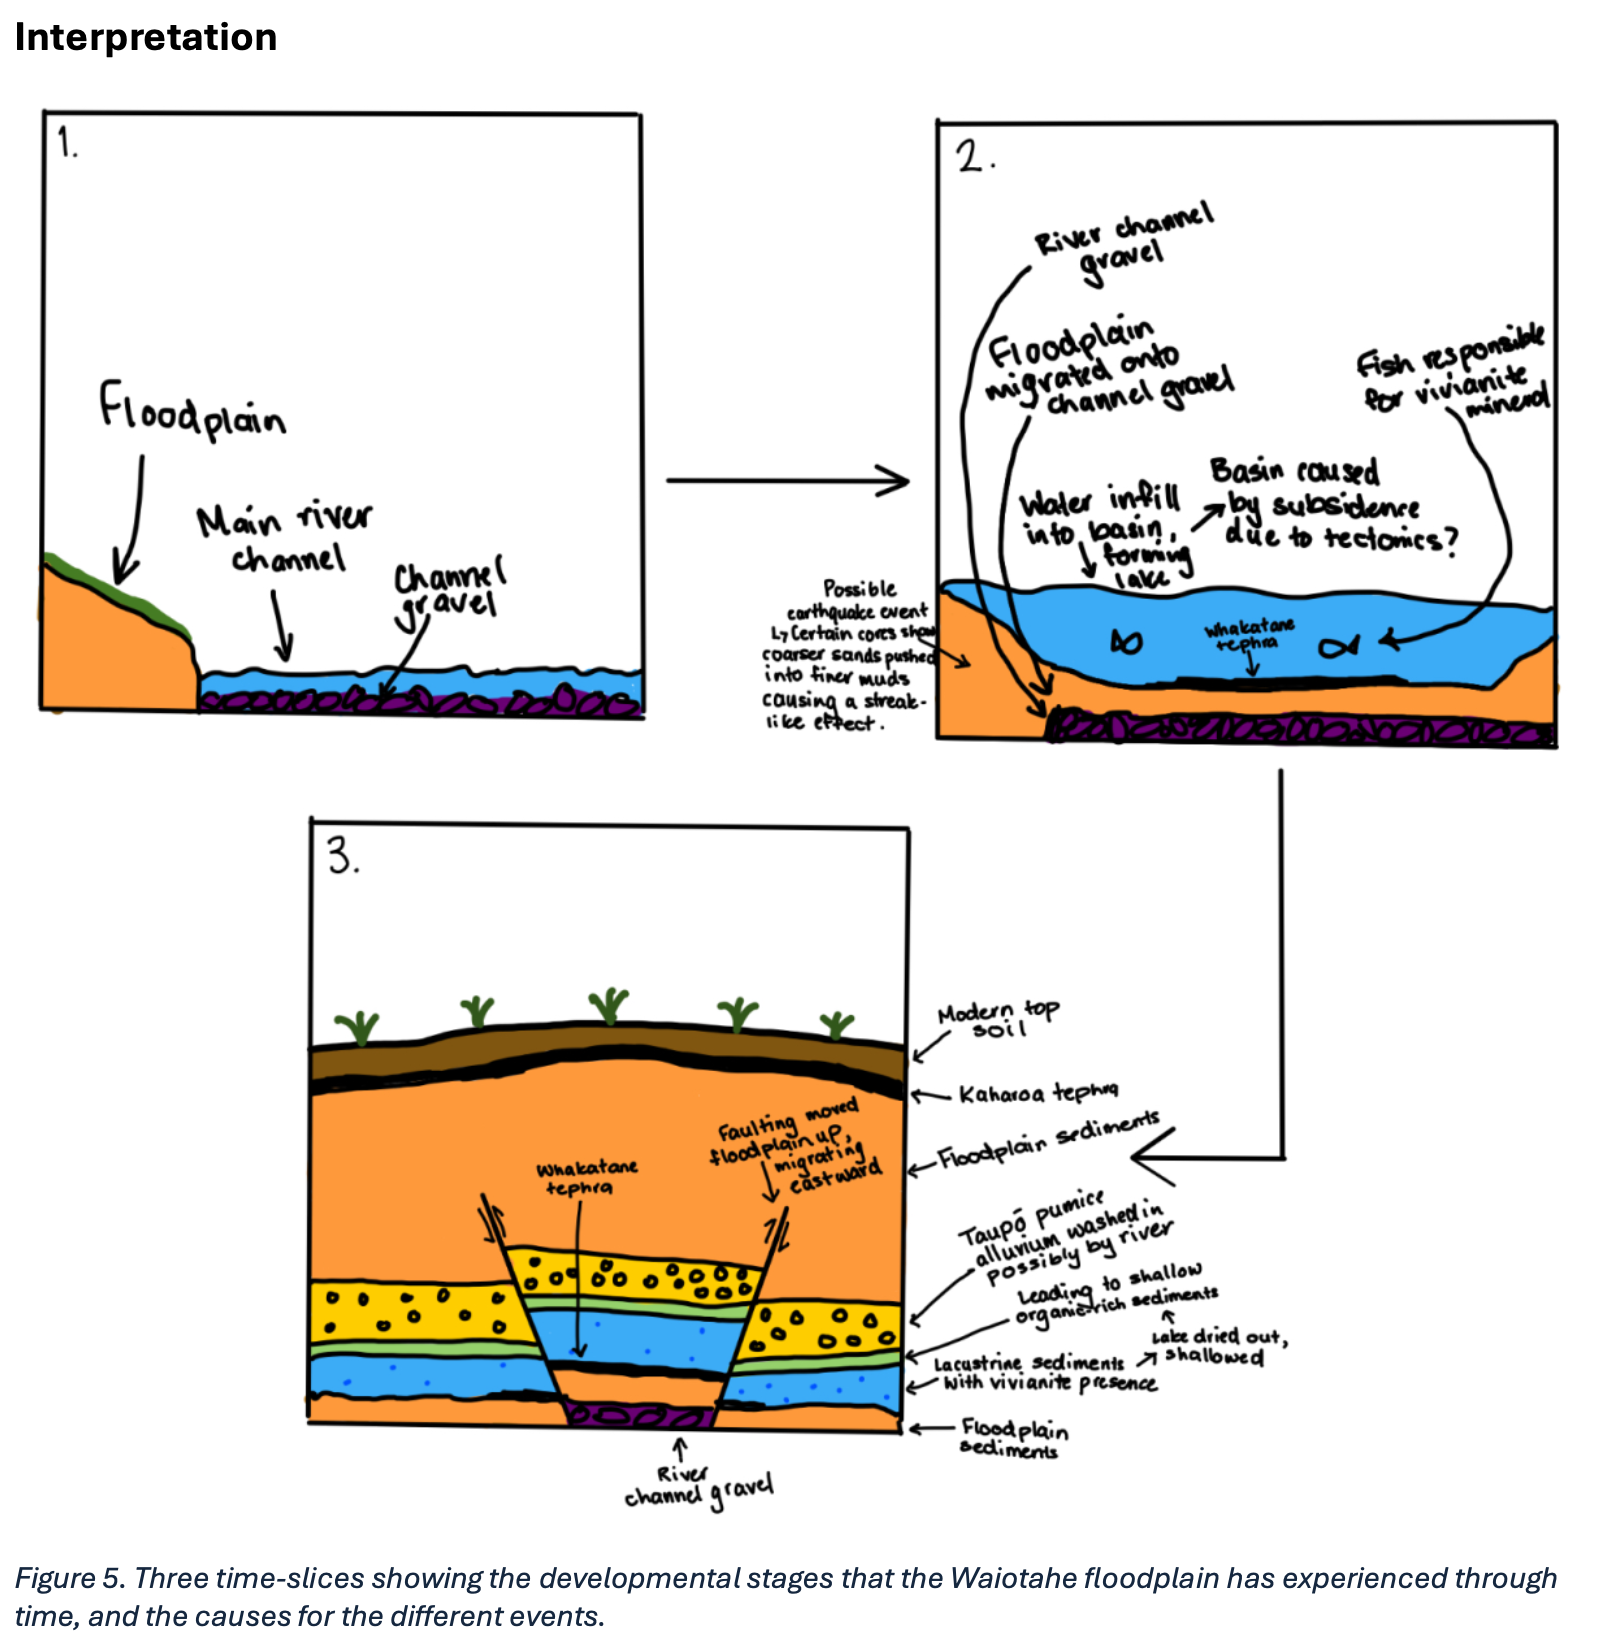 Interpretation
1.
Floodplain
Main river
channel
Channel
gravel
2.
River channel
gravel
Floodplain
migrated onto
channel gravel
Fish responsible
for vivianite
mineral
Water infill
into basin,
forming
lake
Basin caused
by subsidence
due to tectonics?
Whakatane
tephra
Possible
earthquake event
↳ Certain cores show
coarser sands pushed
into finer muds
causing a streak-
like effect.
3.
Modern top
soil
Kaharoa tephra
Floodplain sediments
Faulting moved
floodplain up,
migrating
eastward
Whakatane
tephra
Taupō pumice
alluvium washed in
possibly by river
Leading to shallow
organic-rich sediments
Lake dried out,
shallowed
Lacustrine sediments
with vivianite presence
Floodplain
sediments
River
channel gravel
Figure 5. Three time-slices showing the developmental stages that the Waiotahe floodplain has experienced through
time, and the causes for the different events.